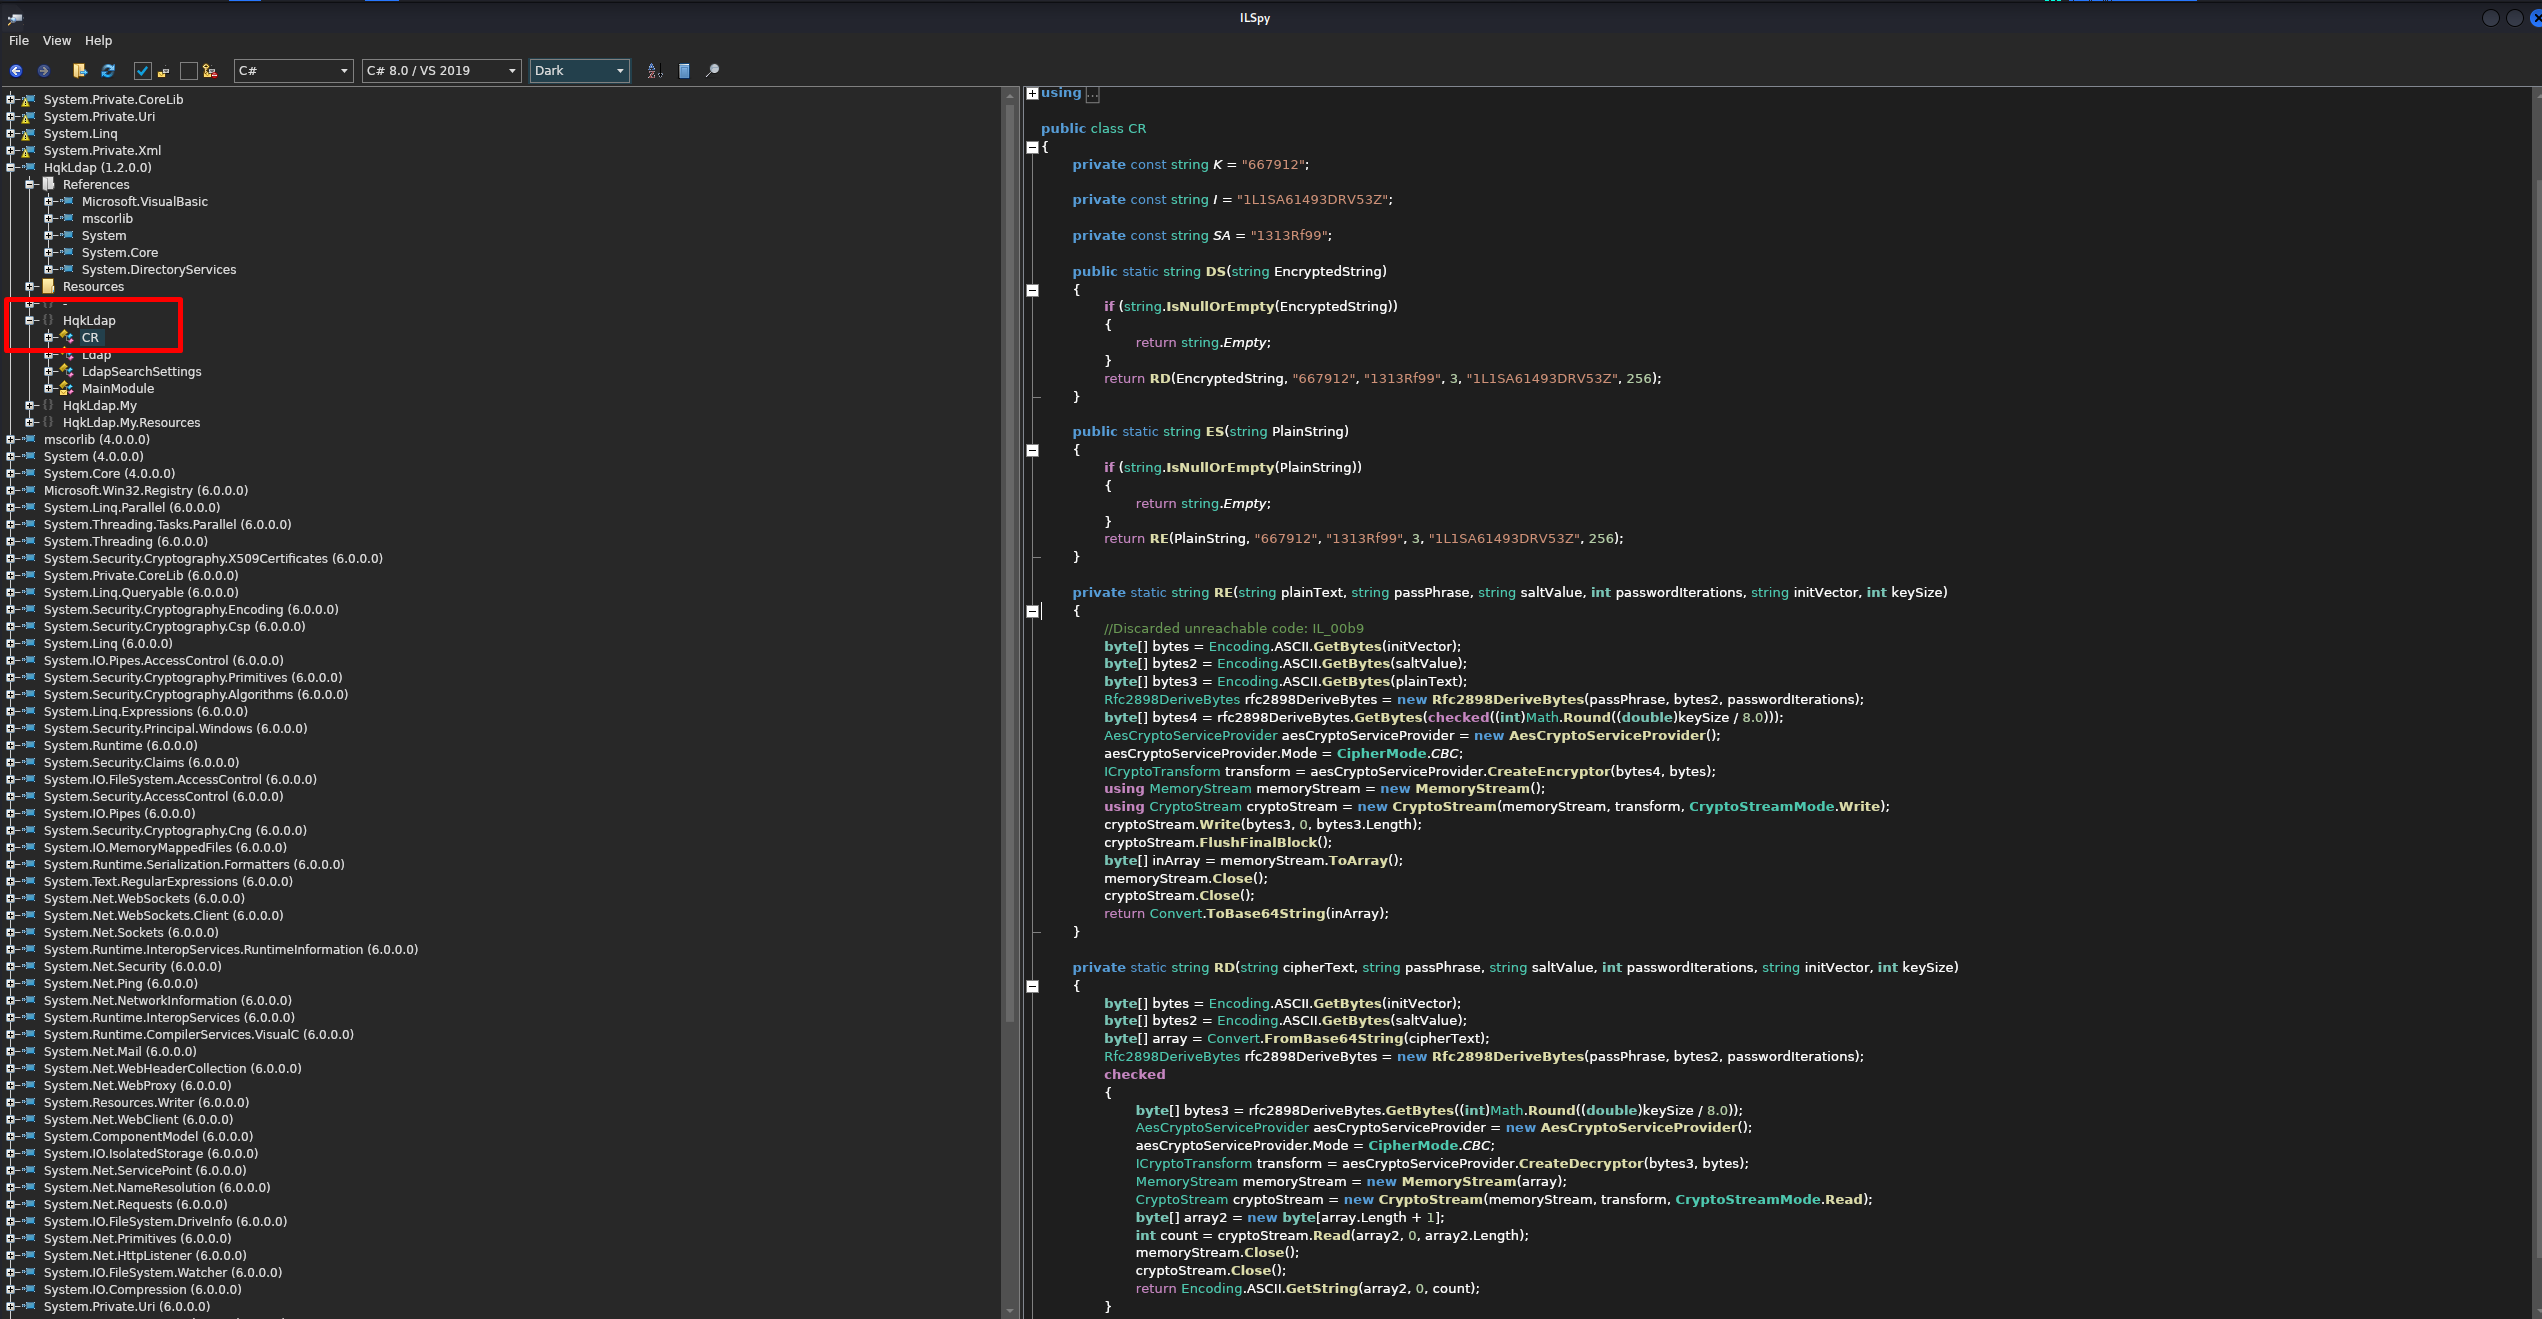 ILSpy
File View Help
C# C# 8.0 / VS 2019 Dark
System.Private.CoreLib
System.Private.Uri
System.Linq
System.Private.Xml
HqkLdap (1.2.0.0)
References
Microsoft.VisualBasic
mscorlib
System
System.Core
System.DirectoryServices
Resources
-
HqkLdap
CR
Ldap
LdapSearchSettings
MainModule
HqkLdap.My
HqkLdap.My.Resources
mscorlib (4.0.0.0)
System (4.0.0.0)
System.Core (4.0.0.0)
Microsoft.Win32.Registry (6.0.0.0)
System.Linq.Parallel (6.0.0.0)
System.Threading.Tasks.Parallel (6.0.0.0)
System.Threading (6.0.0.0)
System.Security.Cryptography.X509Certificates (6.0.0.0)
System.Private.CoreLib (6.0.0.0)
System.Linq.Queryable (6.0.0.0)
System.Security.Cryptography.Encoding (6.0.0.0)
System.Security.Cryptography.Csp (6.0.0.0)
System.Linq (6.0.0.0)
System.IO.Pipes.AccessControl (6.0.0.0)
System.Security.Cryptography.Primitives (6.0.0.0)
System.Security.Cryptography.Algorithms (6.0.0.0)
System.Linq.Expressions (6.0.0.0)
System.Security.Principal.Windows (6.0.0.0)
System.Runtime (6.0.0.0)
System.Security.Claims (6.0.0.0)
System.IO.FileSystem.AccessControl (6.0.0.0)
System.Security.AccessControl (6.0.0.0)
System.IO.Pipes (6.0.0.0)
System.Security.Cryptography.Cng (6.0.0.0)
System.IO.MemoryMappedFiles (6.0.0.0)
System.Runtime.Serialization.Formatters (6.0.0.0)
System.Text.RegularExpressions (6.0.0.0)
System.Net.WebSockets (6.0.0.0)
System.Net.WebSockets.Client (6.0.0.0)
System.Net.Sockets (6.0.0.0)
System.Runtime.InteropServices.RuntimeInformation (6.0.0.0)
System.Net.Security (6.0.0.0)
System.Net.Ping (6.0.0.0)
System.Net.NetworkInformation (6.0.0.0)
System.Runtime.InteropServices (6.0.0.0)
System.Runtime.CompilerServices.VisualC (6.0.0.0)
System.Net.Mail (6.0.0.0)
System.Net.WebHeaderCollection (6.0.0.0)
System.Net.WebProxy (6.0.0.0)
System.Resources.Writer (6.0.0.0)
System.Net.WebClient (6.0.0.0)
System.ComponentModel (6.0.0.0)
System.IO.IsolatedStorage (6.0.0.0)
System.Net.ServicePoint (6.0.0.0)
System.Net.NameResolution (6.0.0.0)
System.Net.Requests (6.0.0.0)
System.IO.FileSystem.DriveInfo (6.0.0.0)
System.Net.Primitives (6.0.0.0)
System.Net.HttpListener (6.0.0.0)
System.IO.FileSystem.Watcher (6.0.0.0)
System.IO.Compression (6.0.0.0)
System.Private.Uri (6.0.0.0)
using ...
public class CR
{
private const string K = "667912";
private const string I = "1L1SA61493DRV53Z";
private const string SA = "1313Rf99";
public static string DS(string EncryptedString)
{
if (string.IsNullOrEmpty(EncryptedString))
{
return string.Empty;
}
return RD(EncryptedString, "667912", "1313Rf99", 3, "1L1SA61493DRV53Z", 256);
}
public static string ES(string PlainString)
{
if (string.IsNullOrEmpty(PlainString))
{
return string.Empty;
}
return RE(PlainString, "667912", "1313Rf99", 3, "1L1SA61493DRV53Z", 256);
}
private static string RE(string plainText, string passPhrase, string saltValue, int passwordIterations, string initVector, int keySize)
{
//Discarded unreachable code: IL_00b9
byte[] bytes = Encoding.ASCII.GetBytes(initVector);
byte[] bytes2 = Encoding.ASCII.GetBytes(saltValue);
byte[] bytes3 = Encoding.ASCII.GetBytes(plainText);
Rfc2898DeriveBytes rfc2898DeriveBytes = new Rfc2898DeriveBytes(passPhrase, bytes2, passwordIterations);
byte[] bytes4 = rfc2898DeriveBytes.GetBytes(checked((int)Math.Round((double)keySize / 8.0)));
AesCryptoServiceProvider aesCryptoServiceProvider = new AesCryptoServiceProvider();
aesCryptoServiceProvider.Mode = CipherMode.CBC;
ICryptoTransform transform = aesCryptoServiceProvider.CreateEncryptor(bytes4, bytes);
using MemoryStream memoryStream = new MemoryStream();
using CryptoStream cryptoStream = new CryptoStream(memoryStream, transform, CryptoStreamMode.Write);
cryptoStream.Write(bytes3, 0, bytes3.Length);
cryptoStream.FlushFinalBlock();
byte[] inArray = memoryStream.ToArray();
memoryStream.Close();
cryptoStream.Close();
return Convert.ToBase64String(inArray);
}
private static string RD(string cipherText, string passPhrase, string saltValue, int passwordIterations, string initVector, int keySize)
{
byte[] bytes = Encoding.ASCII.GetBytes(initVector);
byte[] bytes2 = Encoding.ASCII.GetBytes(saltValue);
byte[] array = Convert.FromBase64String(cipherText);
Rfc2898DeriveBytes rfc2898DeriveBytes = new Rfc2898DeriveBytes(passPhrase, bytes2, passwordIterations);
checked
{
byte[] bytes3 = rfc2898DeriveBytes.GetBytes((int)Math.Round((double)keySize / 8.0));
AesCryptoServiceProvider aesCryptoServiceProvider = new AesCryptoServiceProvider();
aesCryptoServiceProvider.Mode = CipherMode.CBC;
ICryptoTransform transform = aesCryptoServiceProvider.CreateDecryptor(bytes3, bytes);
MemoryStream memoryStream = new MemoryStream(array);
CryptoStream cryptoStream = new CryptoStream(memoryStream, transform, CryptoStreamMode.Read);
byte[] array2 = new byte[array.Length + 1];
int count = cryptoStream.Read(array2, 0, array2.Length);
memoryStream.Close();
cryptoStream.Close();
return Encoding.ASCII.GetString(array2, 0, count);
}